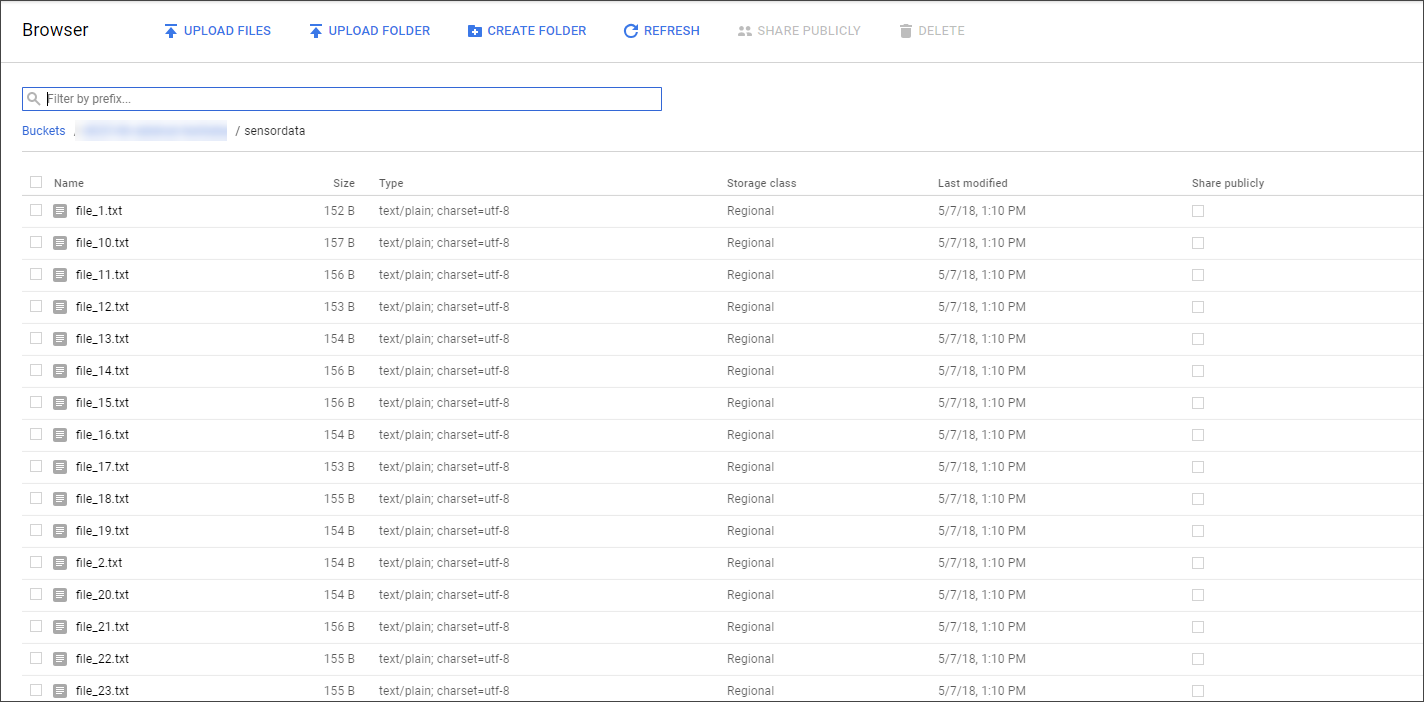 Browser UPLOAD FILES UPLOAD FOLDER CREATE FOLDER REFRESH SHARE PUBLICLY DELETE
Filter by prefix...
Buckets / / sensordata
Name Size Type Storage class Last modified Share publicly
file_1.txt 152 B text/plain; charset=utf-8 Regional 5/7/18, 1:10 PM
file_10.txt 157 B text/plain; charset=utf-8 Regional 5/7/18, 1:10 PM
file_11.txt 156 B text/plain; charset=utf-8 Regional 5/7/18, 1:10 PM
file_12.txt 153 B text/plain; charset=utf-8 Regional 5/7/18, 1:10 PM
file_13.txt 154 B text/plain; charset=utf-8 Regional 5/7/18, 1:10 PM
file_14.txt 156 B text/plain; charset=utf-8 Regional 5/7/18, 1:10 PM
file_15.txt 156 B text/plain; charset=utf-8 Regional 5/7/18, 1:10 PM
file_16.txt 154 B text/plain; charset=utf-8 Regional 5/7/18, 1:10 PM
file_17.txt 153 B text/plain; charset=utf-8 Regional 5/7/18, 1:10 PM
file_18.txt 155 B text/plain; charset=utf-8 Regional 5/7/18, 1:10 PM
file_19.txt 154 B text/plain; charset=utf-8 Regional 5/7/18, 1:10 PM
file_2.txt 154 B text/plain; charset=utf-8 Regional 5/7/18, 1:10 PM
file_20.txt 154 B text/plain; charset=utf-8 Regional 5/7/18, 1:10 PM
file_21.txt 156 B text/plain; charset=utf-8 Regional 5/7/18, 1:10 PM
file_22.txt 155 B text/plain; charset=utf-8 Regional 5/7/18, 1:10 PM
file_23.txt 155 B text/plain; charset=utf-8 Regional 5/7/18, 1:10 PM